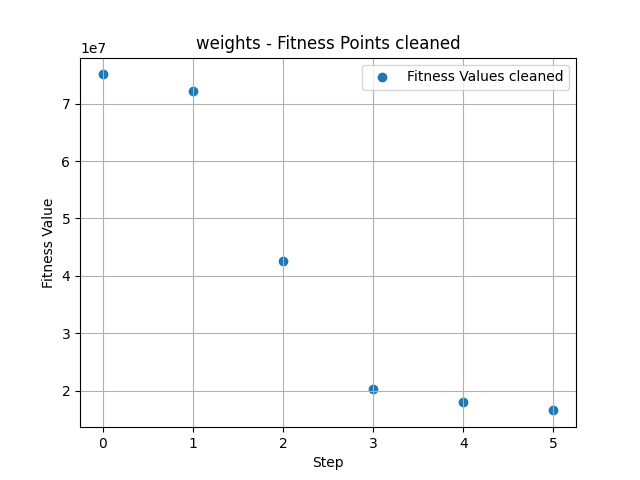 weights - Fitness Points cleaned
1e7
Fitness Values cleaned
7
6
5
4
3
2
Fitness Value
0 1 2 3 4 5
Step